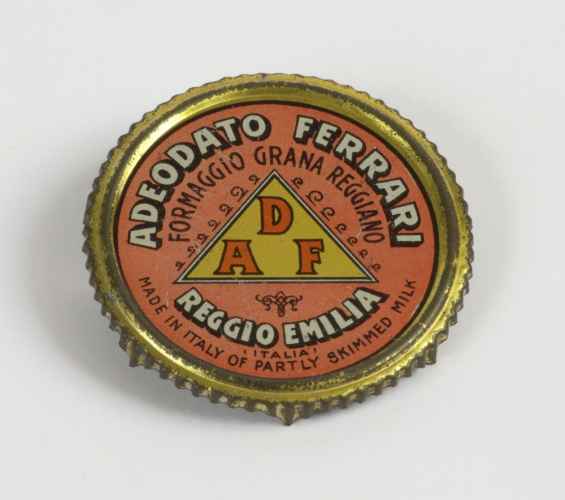 ADEODATO FERRARI
FORMAGGIO GRANA REGGIANO
D
A F
REGGIO EMILIA
(ITALIA)
MADE IN ITALY OF PARTLY SKIMMED MILK